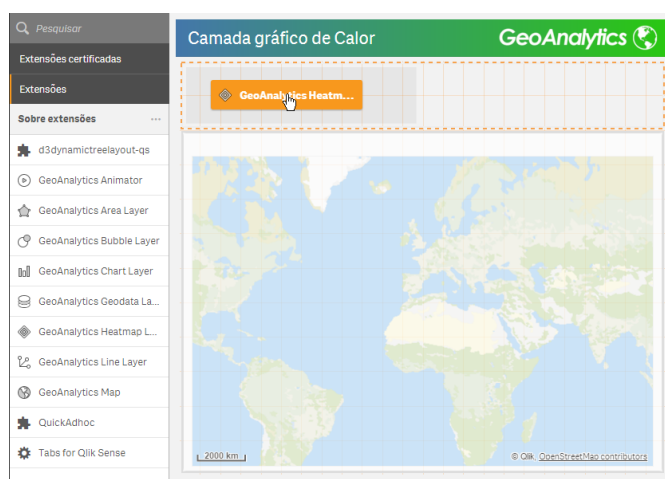 Pesquisar
Extensões certificadas
Extensões
Sobre extensões
d3dynamictreelayout-qs
GeoAnalytics Animator
GeoAnalytics Area Layer
GeoAnalytics Bubble Layer
GeoAnalytics Chart Layer
GeoAnalytics Geodata La...
GeoAnalytics Heatmap L...
GeoAnalytics Line Layer
GeoAnalytics Map
QuickAdhoc
Tabs for Qlik Sense
Camada gráfico de Calor
GeoAnalytics
GeoAnalytics Heatm...
2000 km
© Qlik, OpenStreetMap contributors